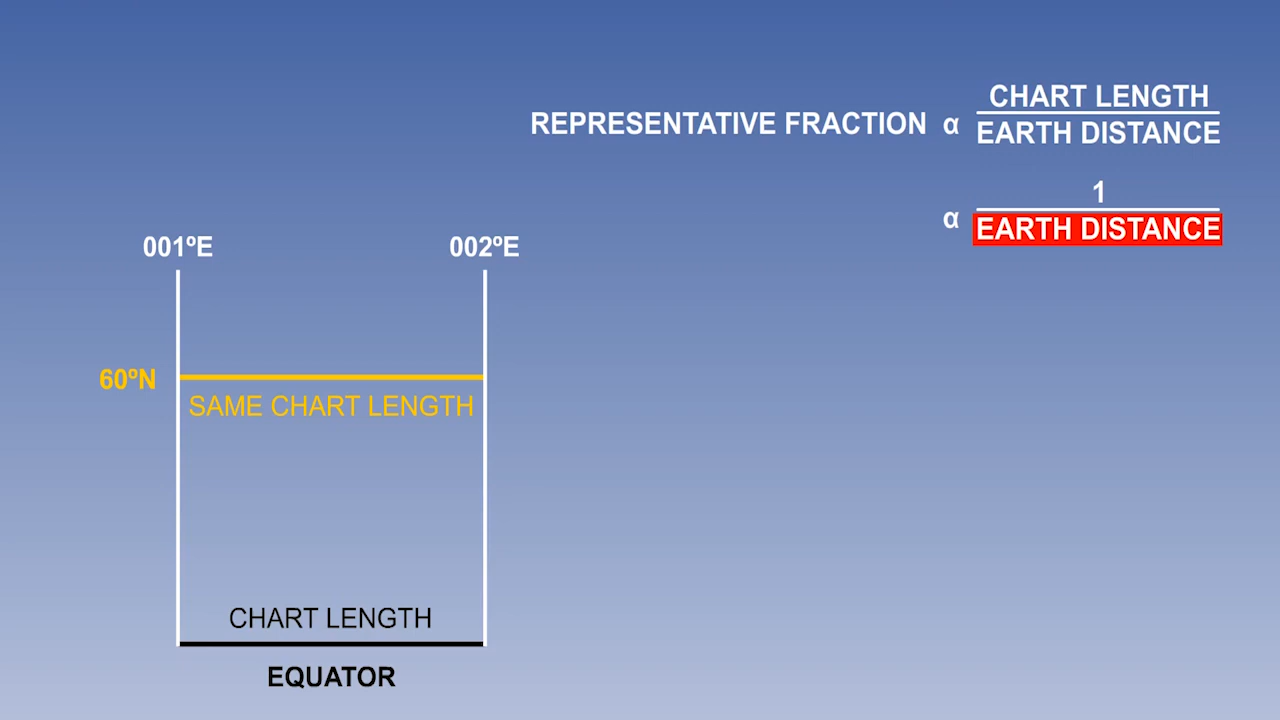 REPRESENTATIVE FRACTION α CHART LENGTH
EARTH DISTANCE
α 1
EARTH DISTANCE
001ºE 002ºE
60ºN
SAME CHART LENGTH
CHART LENGTH
EQUATOR